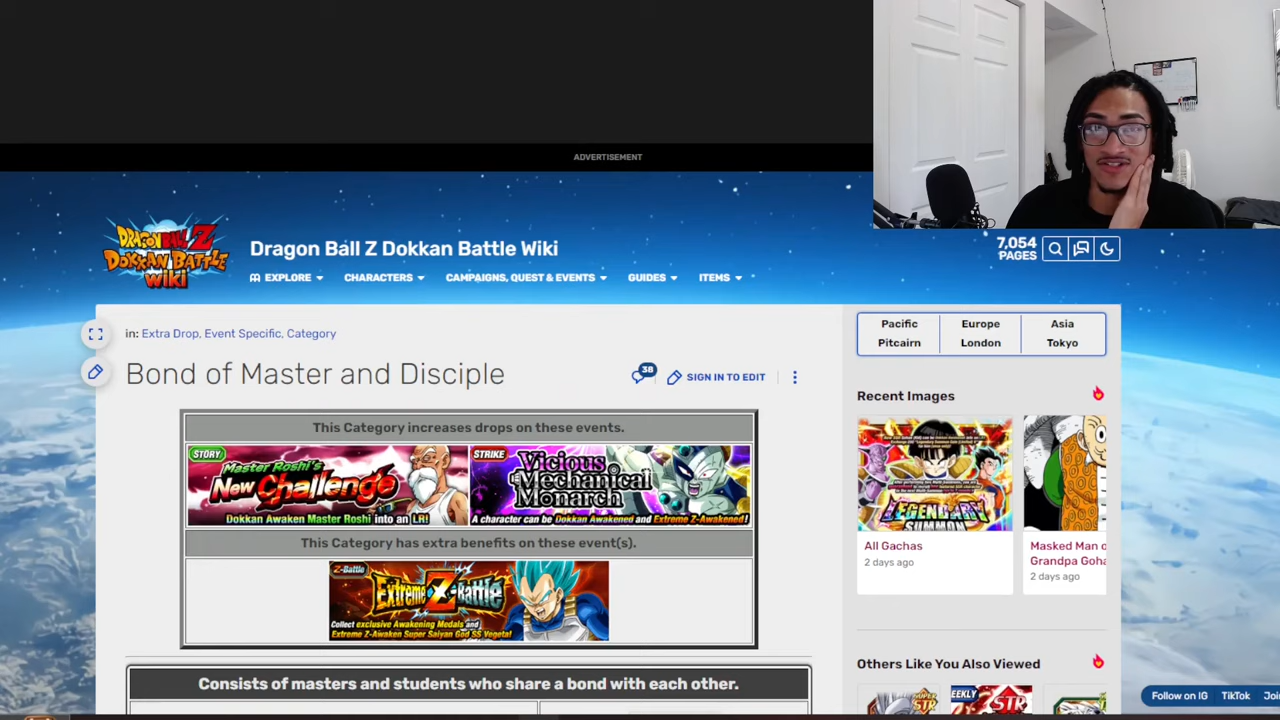 ADVERTISEMENT
DRAGON BALL Z
DOKKAN BATTLE
wiki
Dragon Ball Z Dokkan Battle Wiki
7,054
PAGES
EXPLORE
CHARACTERS
CAMPAIGNS, QUEST & EVENTS
GUIDES
ITEMS
in: Extra Drop, Event Specific, Category
Bond of Master and Disciple
38
SIGN IN TO EDIT
This Category increases drops on these events.
STORY
Master Roshi's
New Challenge
Dokkan Awaken Master Roshi into an LR!
STRIKE
Vicious
Mechanical
Monarch
A character can be Dokkan Awakened and Extreme Z-Awakened!
This Category has extra benefits on these event(s).
Z-Battle
Extreme Z-Battle
Collect exclusive Awakening Medals and
Extreme Z-Awaken Super Saiyan God SS Vegeta!
Consists of masters and students who share a bond with each other.
Pacific
Pitcairn
Europe
London
Asia
Tokyo
Recent Images
LEGENDARY
SUMMON
All Gachas
2 days ago
Masked Man o
Grandpa Goha
2 days ago
Others Like You Also Viewed
SUPER
STR
EEKLY
STR
Follow on IG
TikTok
Joi